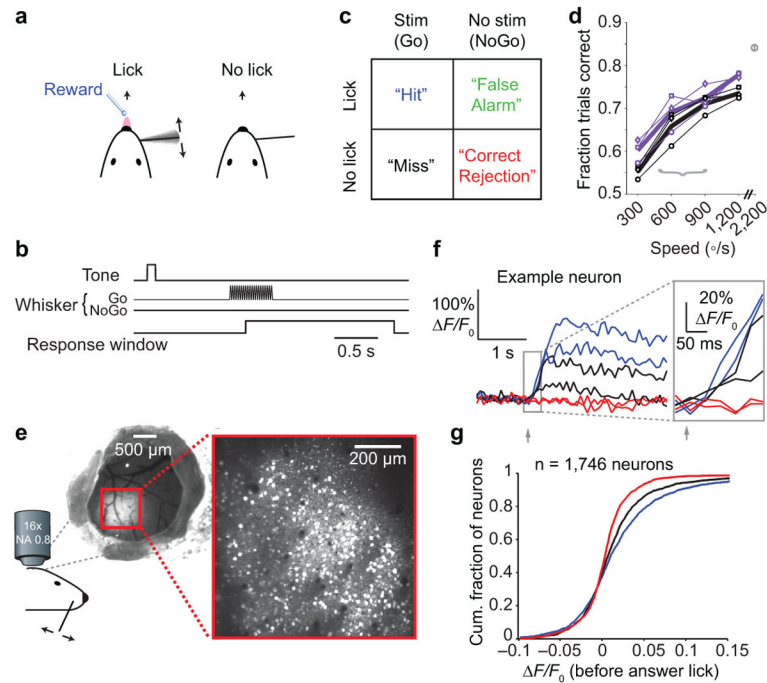 a
Lick
No lick
Reward
b
Tone
Whisker { Go
NoGo
Response window
0.5 s
c
Stim
(Go)
No stim
(NoGo)
Lick
No lick
“Hit”
“False
Alarm”
“Miss”
“Correct
Rejection”
d
Fraction trials correct
0.9
0.8
0.7
0.6
0.5
300
600
900
1,200
2,200
Speed (◦/s)
e
500 µm
200 µm
16x
NA 0.8
f
Example neuron
100%
ΔF/F₀
1 s
20%
ΔF/F₀
50 ms
g
n = 1,746 neurons
Cum. fraction of neurons
1
0.8
0.6
0.4
0.2
0
–0.1
–0.05
0
0.05
0.10
0.15
ΔF/F₀ (before answer lick)